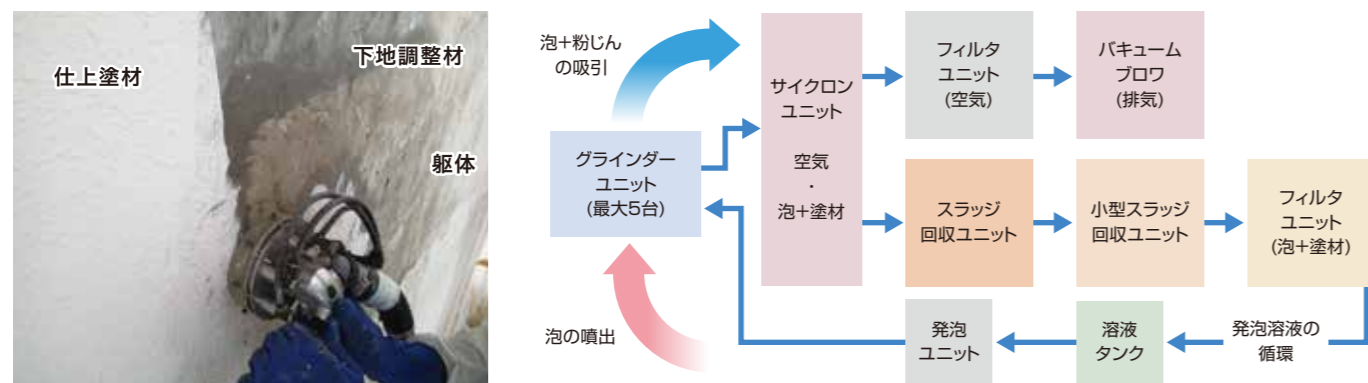 仕上塗材
下地調整材
躯体
泡+粉じん
の吸引
グラインダー
ユニット
(最大5台)
泡の噴出
サイクロン
ユニット
空気
・
泡+塗材
フィルタ
ユニット
(空気)
バキューム
ブロワ
(排気)
スラッジ
回収ユニット
小型スラッジ
回収ユニット
フィルタ
ユニット
(泡+塗材)
発泡
ユニット
溶液
タンク
発泡溶液の
循環